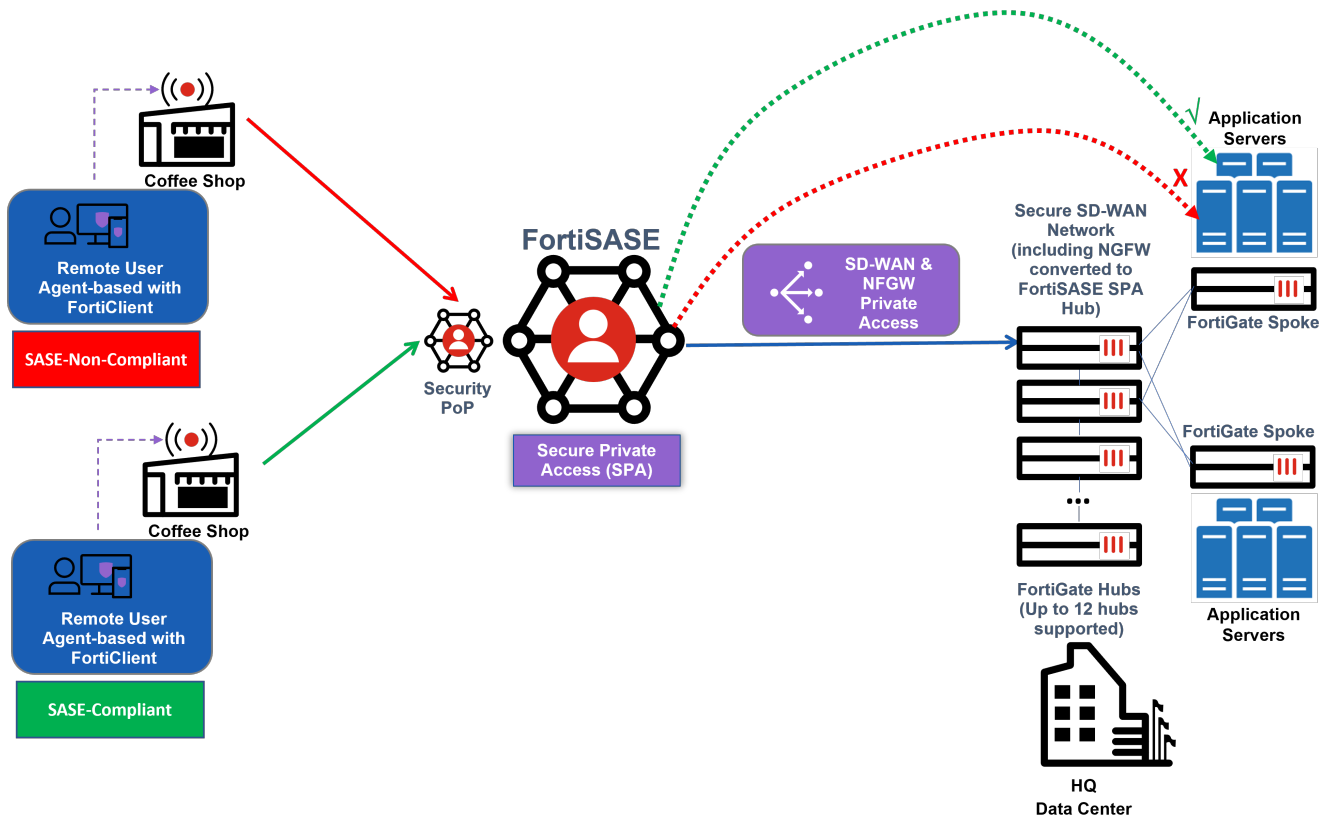 Coffee Shop
Remote User
Agent-based with
FortiClient
SASE-Non-Compliant
Coffee Shop
Remote User
Agent-based with
FortiClient
SASE-Compliant
Security
PoP
FortiSASE
Secure Private
Access (SPA)
SD-WAN &
NFGW
Private
Access
Secure SD-WAN
Network
(including NGFW
converted to
FortiSASE SPA
Hub)
...
FortiGate Hubs
(Up to 12 hubs
supported)
HQ
Data Center
√
X
Application
Servers
FortiGate Spoke
FortiGate Spoke
Application
Servers